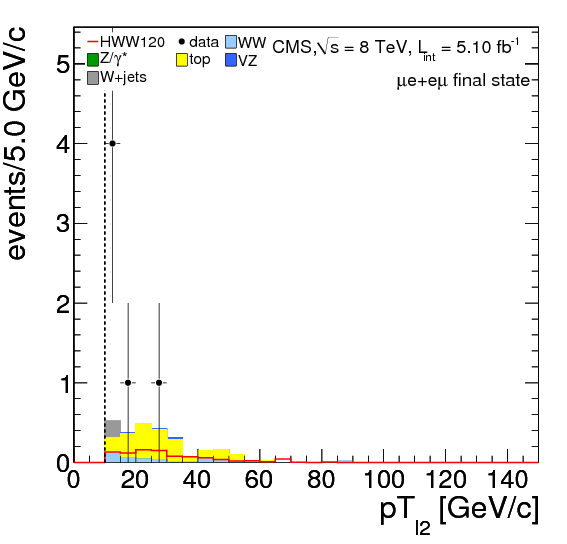 HWW120 data WW CMS,√s = 8 TeV, L_int = 5.10 fb⁻¹
Z/γ* top VZ
W+jets μe+eμ final state
events/5.0 GeV/c
5
4
3
2
1
0
0 20 40 60 80 100 120 140
pT_l2 [GeV/c]